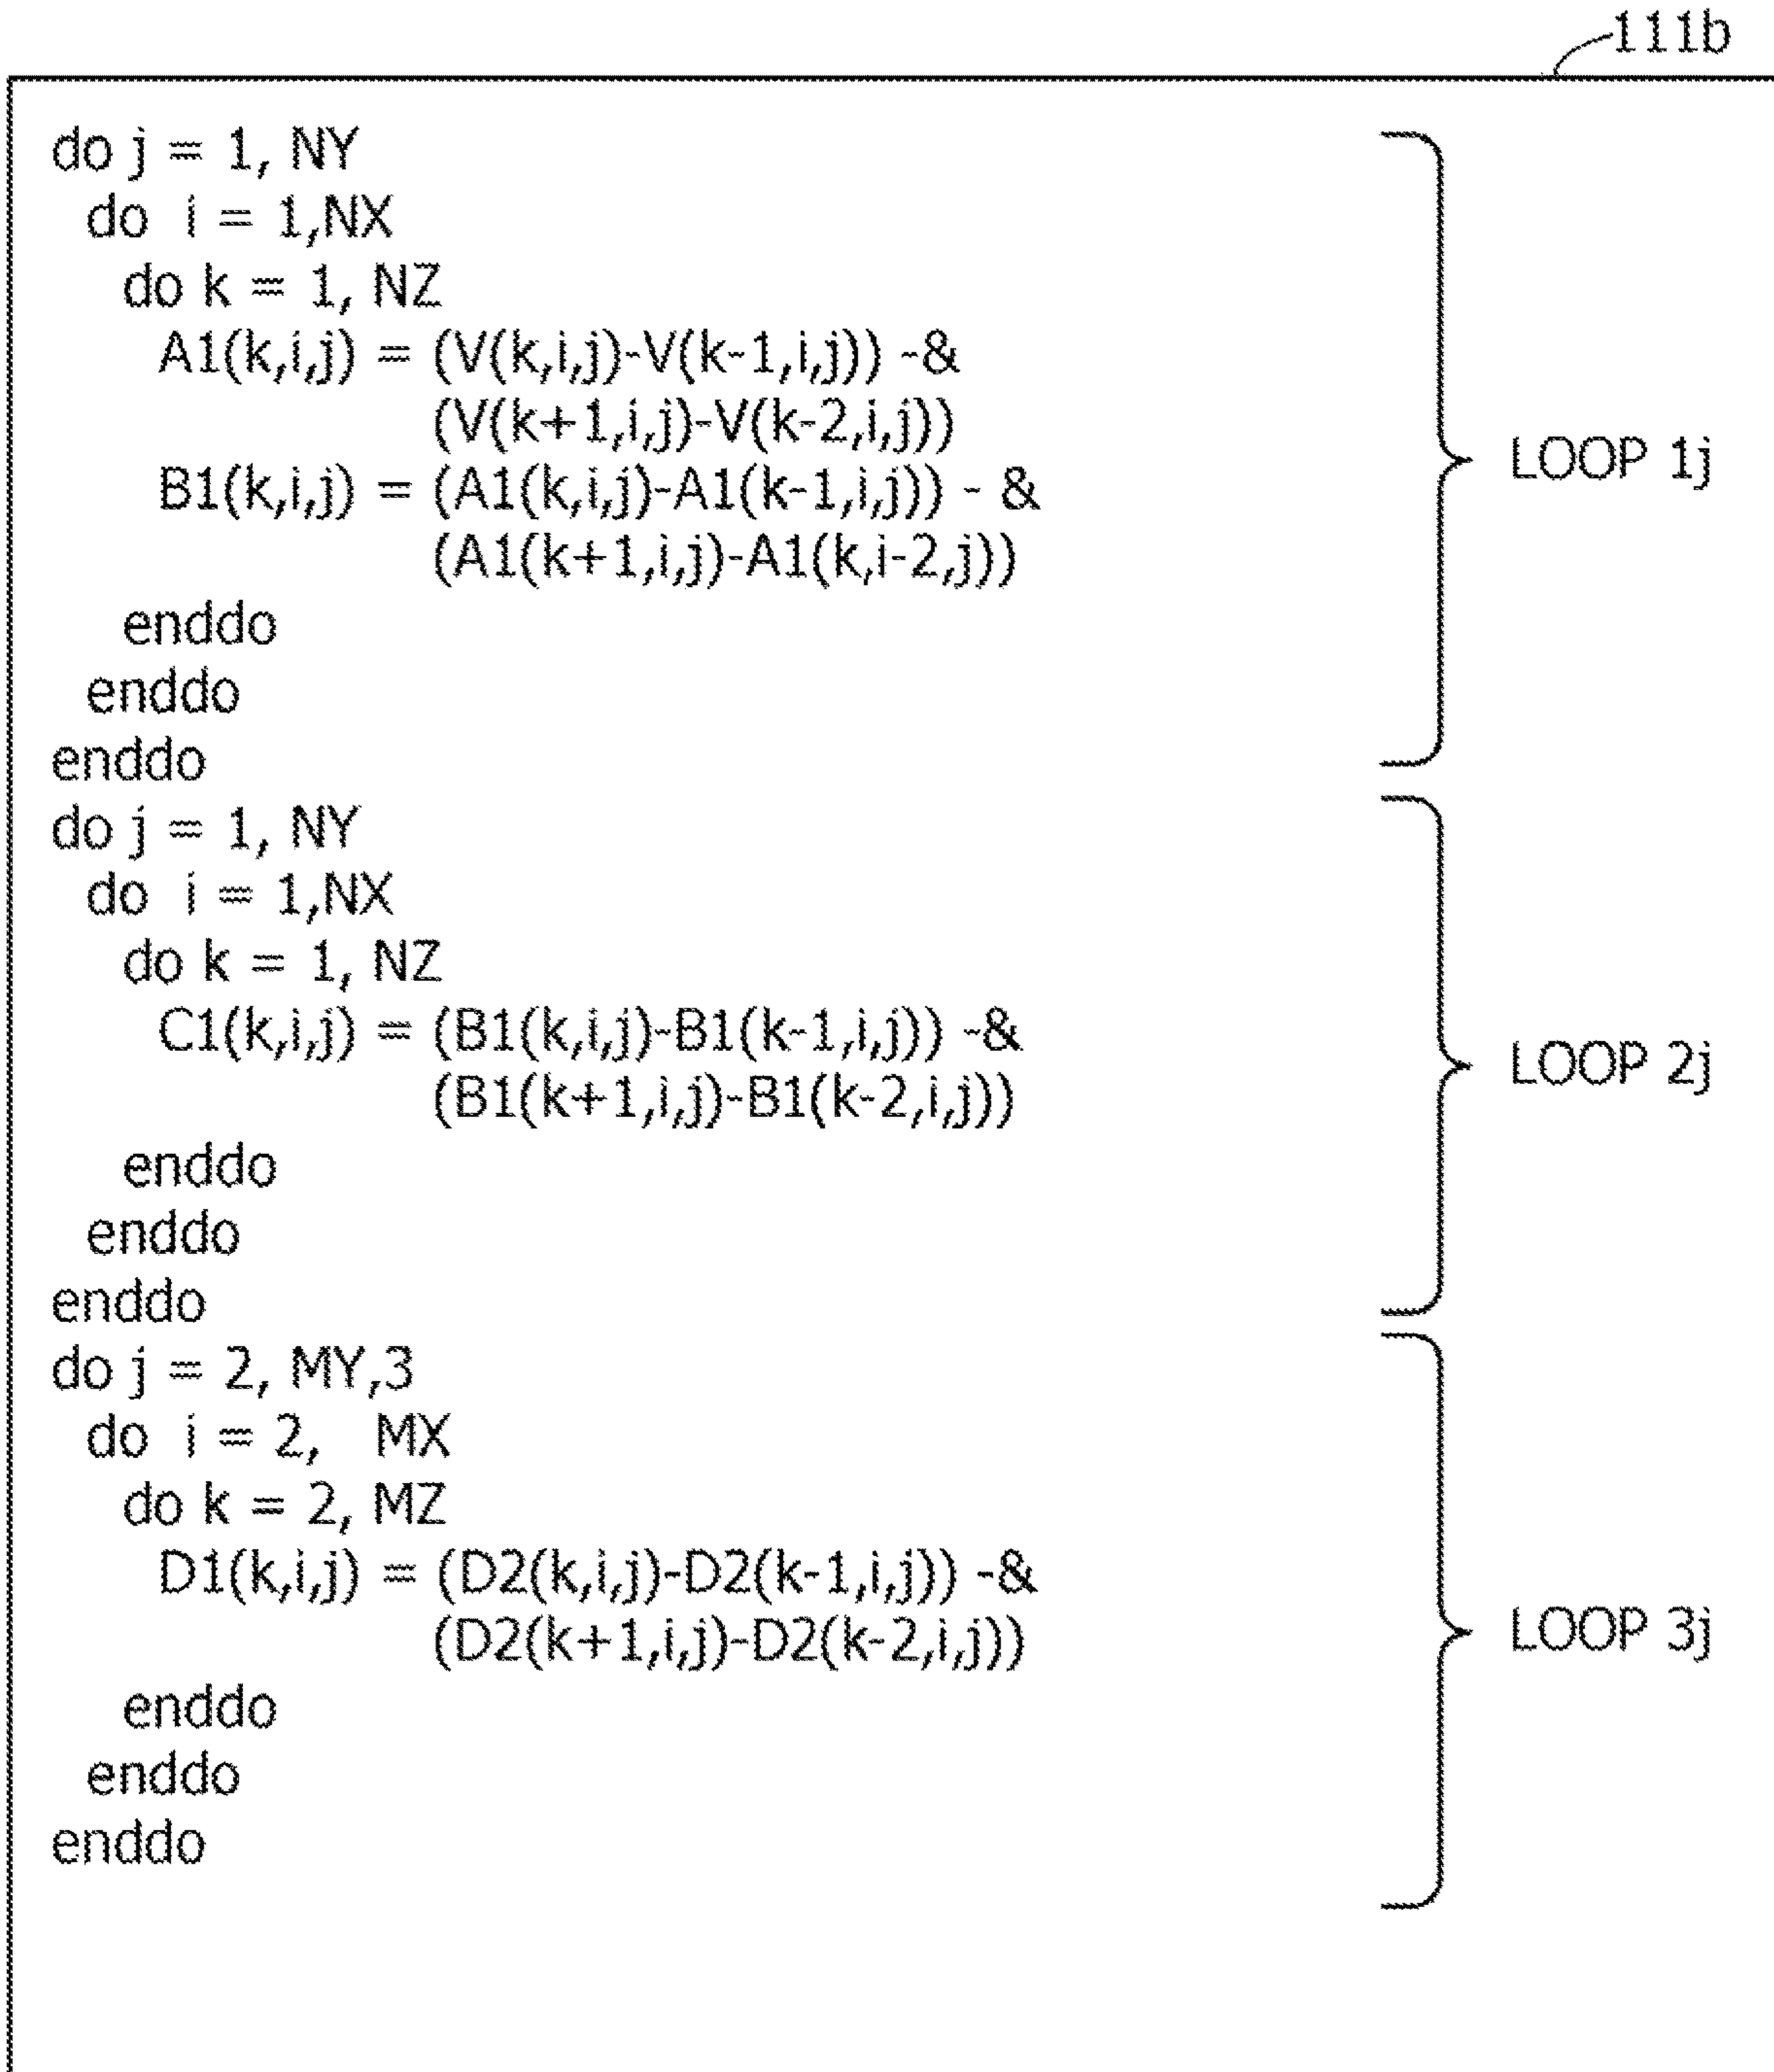 111b
do j = 1, NY
do i = 1,NX
do k = 1, NZ
A1(k,i,j) = (V(k,i,j)-V(k-1,i,j)) -&
(V(k+1,i,j)-V(k-2,i,j))
B1(k,i,j) = (A1(k,i,j)-A1(k-1,i,j)) - &
(A1(k+1,i,j)-A1(k,i-2,j))
enddo
enddo
enddo
LOOP 1j
do j = 1, NY
do i = 1,NX
do k = 1, NZ
C1(k,i,j) = (B1(k,i,j)-B1(k-1,i,j)) -&
(B1(k+1,i,j)-B1(k-2,i,j))
enddo
enddo
enddo
LOOP 2j
do j = 2, MY,3
do i = 2, MX
do k = 2, MZ
D1(k,i,j) = (D2(k,i,j)-D2(k-1,i,j)) -&
(D2(k+1,i,j)-D2(k-2,i,j))
enddo
enddo
enddo
LOOP 3j